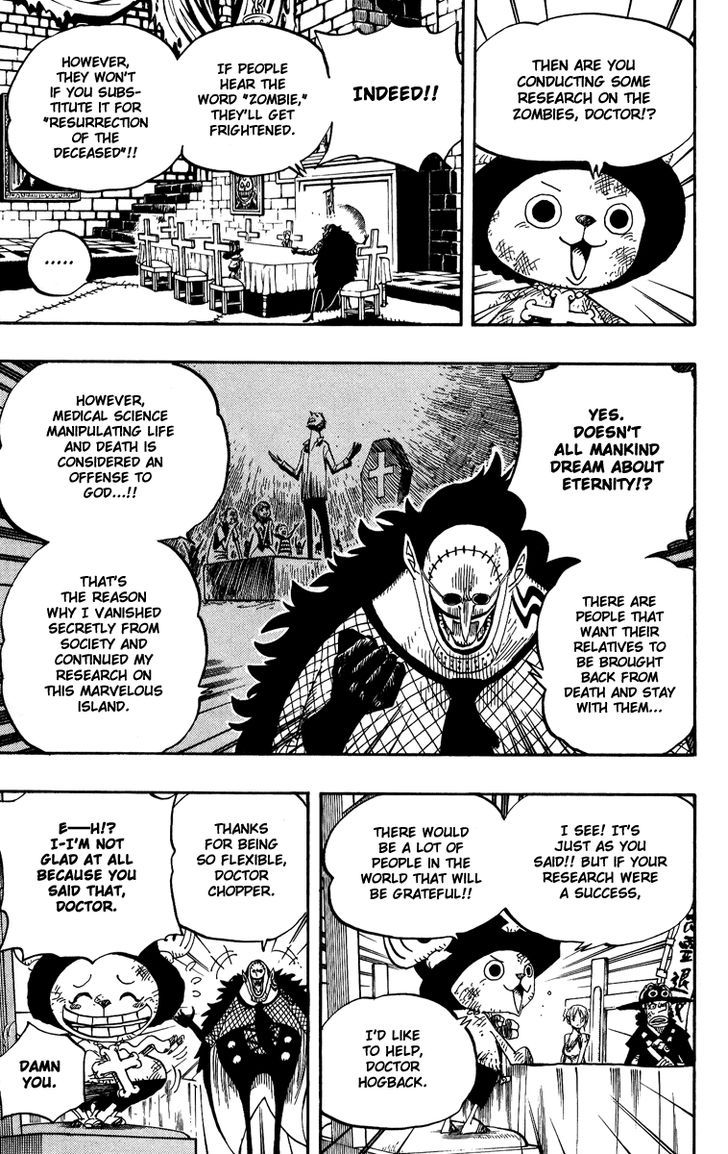 THEN ARE YOU
CONDUCTING SOME
RESEARCH ON THE
ZOMBIES, DOCTOR!?
INDEED!!
IF PEOPLE
HEAR THE
WORD "ZOMBIE,"
THEY'LL GET
FRIGHTENED.
HOWEVER,
THEY WON'T
IF YOU SUBS-
TITUTE IT FOR
"RESURRECTION
OF THE
DECEASED"!!
.....
YES.
DOESN'T
ALL MANKIND
DREAM ABOUT
ETERNITY!?
THERE ARE
PEOPLE THAT
WANT THEIR
RELATIVES TO
BE BROUGHT
BACK FROM
DEATH AND STAY
WITH THEM...
HOWEVER,
MEDICAL SCIENCE
MANIPULATING LIFE
AND DEATH IS
CONSIDERED AN
OFFENSE TO
GOD...!!
THAT'S
THE REASON
WHY I VANISHED
SECRETLY FROM
SOCIETY AND
CONTINUED MY
RESEARCH ON
THIS MARVELOUS
ISLAND.
I SEE! IT'S
JUST AS YOU
SAID!! BUT IF YOUR
RESEARCH WERE
A SUCCESS,
THERE WOULD
BE A LOT OF
PEOPLE IN THE
WORLD THAT WILL
BE GRATEFUL!!
I'D LIKE
TO HELP,
DOCTOR
HOGBACK.
THANKS
FOR BEING
SO FLEXIBLE,
DOCTOR
CHOPPER.
E—H!?
I-I'M NOT
GLAD AT ALL
BECAUSE YOU
SAID THAT,
DOCTOR.
DAMN
YOU.